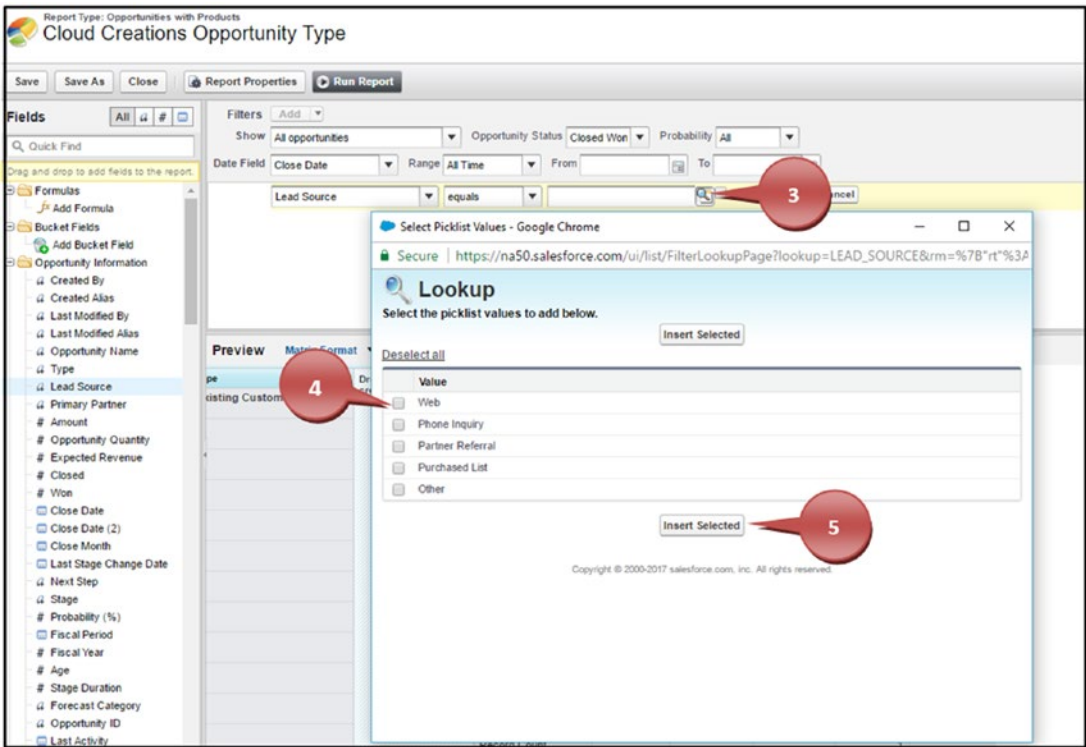 Report Type: Opportunities with Products
Cloud Creations Opportunity Type
Save Save As Close Report Properties Run Report
Fields All a # Filters Add
Quick Find
Show All opportunities Opportunity Status Closed Won Probability All
Drag and drop to add fields to the report.
Date Field Close Date Range All Time From To
Lead Source equals 3
Formulas
Add Formula
Bucket Fields
Add Bucket Field
Opportunity Information
Created By
Created Alias
Last Modified By
Last Modified Alias
Opportunity Name
Type
Lead Source
Primary Partner
Amount
Opportunity Quantity
Expected Revenue
Closed
Won
Close Date
Close Date (2)
Close Month
Last Stage Change Date
Next Step
Stage
Probability (%)
Fiscal Period
Fiscal Year
Age
Stage Duration
Forecast Category
Opportunity ID
Last Activity
Preview
4
Select Picklist Values - Google Chrome
Secure https://na50.salesforce.com/ui/list/FilterLookupPage?lookup=LEAD_SOURCE&rm=%7B"rt"%3A
Lookup
Select the picklist values to add below.
Insert Selected
Deselect all
Value
Web
Phone Inquiry
Partner Referral
Purchased List
Other
Insert Selected 5
Copyright © 2000-2017 salesforce.com, inc. All rights reserved.